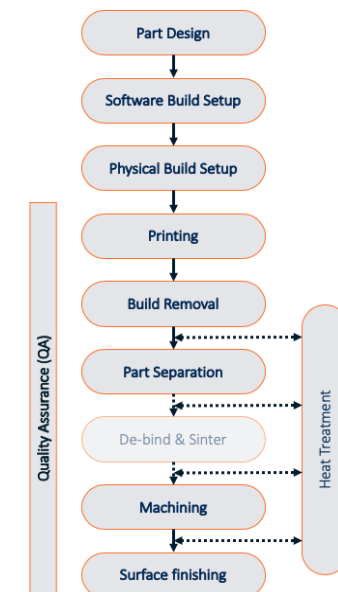 Part Design
Software Build Setup
Physical Build Setup
Printing
Build Removal
Part Separation
De-bind & Sinter
Machining
Surface finishing
Quality Assurance (QA)
Heat Treatment